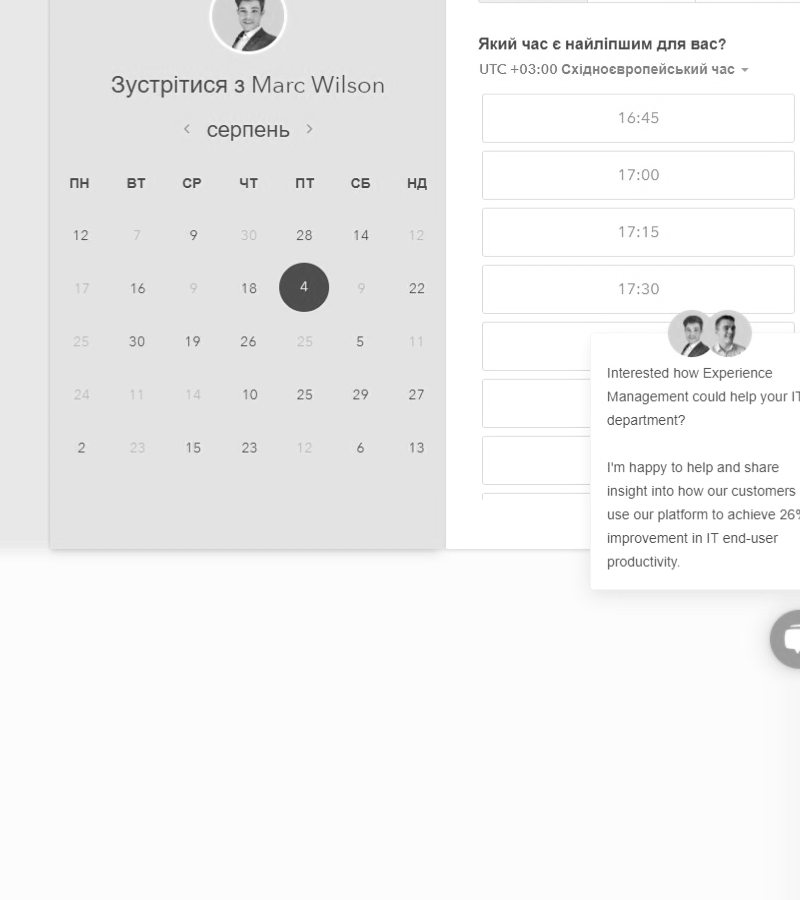 Зустрітися з Marc Wilson
серпень
ПН ВТ СР ЧТ ПТ СБ НД
12 7 9 30 28 14 12
17 16 9 18 4 9 22
25 30 19 26 25 5 11
24 11 14 10 25 29 27
2 23 15 23 12 6 13
Який час є найліпшим для вас?
UTC +03:00 Східноєвропейський час
16:45
17:00
17:15
17:30
Interested how Experience
Management could help your IT
department?
I'm happy to help and share
insight into how our customers
use our platform to achieve 26%
improvement in IT end-user
productivity.